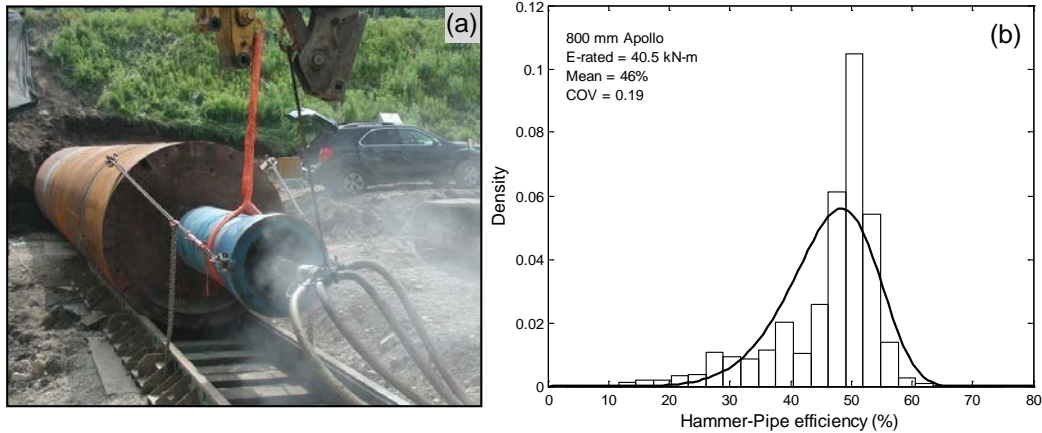 (a)
(b)
800 mm Apollo
E-rated = 40.5 kN-m
Mean = 46%
COV = 0.19
Density
0.12
0.1
0.08
0.06
0.04
0.02
0
0 10 20 30 40 50 60 70 80
Hammer-Pipe efficiency (%)